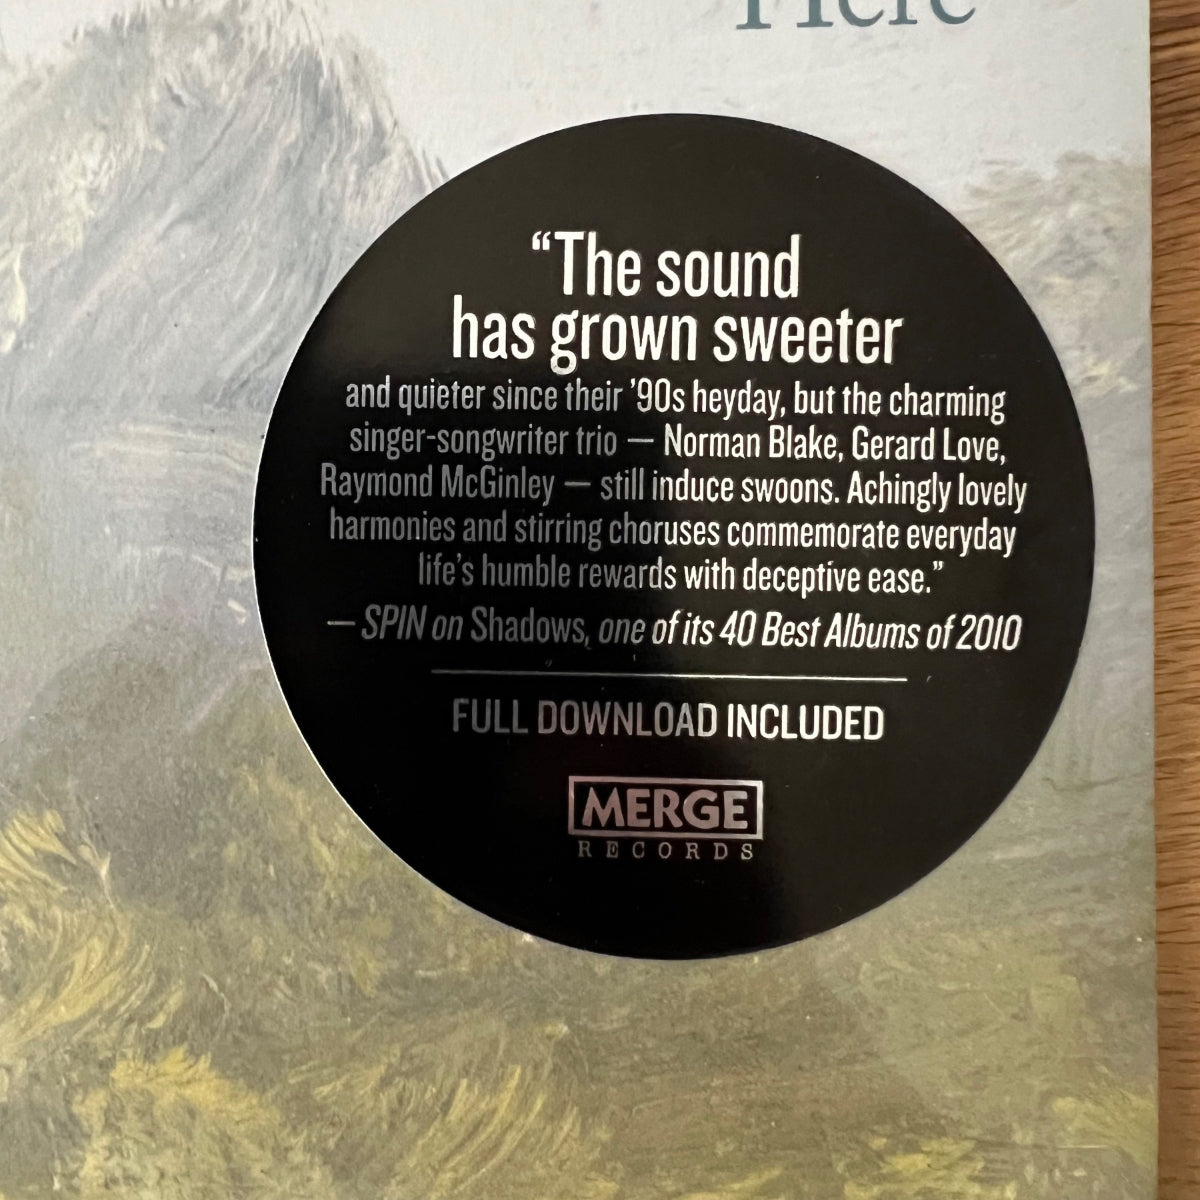 Here
“The sound
has grown sweeter
and quieter since their ’90s heyday, but the charming
singer-songwriter trio — Norman Blake, Gerard Love,
Raymond McGinley — still induce swoons. Achingly lovely
harmonies and stirring choruses commemorate everyday
life’s humble rewards with deceptive ease.”
— SPIN on Shadows, one of its 40 Best Albums of 2010
FULL DOWNLOAD INCLUDED
MERGE
RECORDS